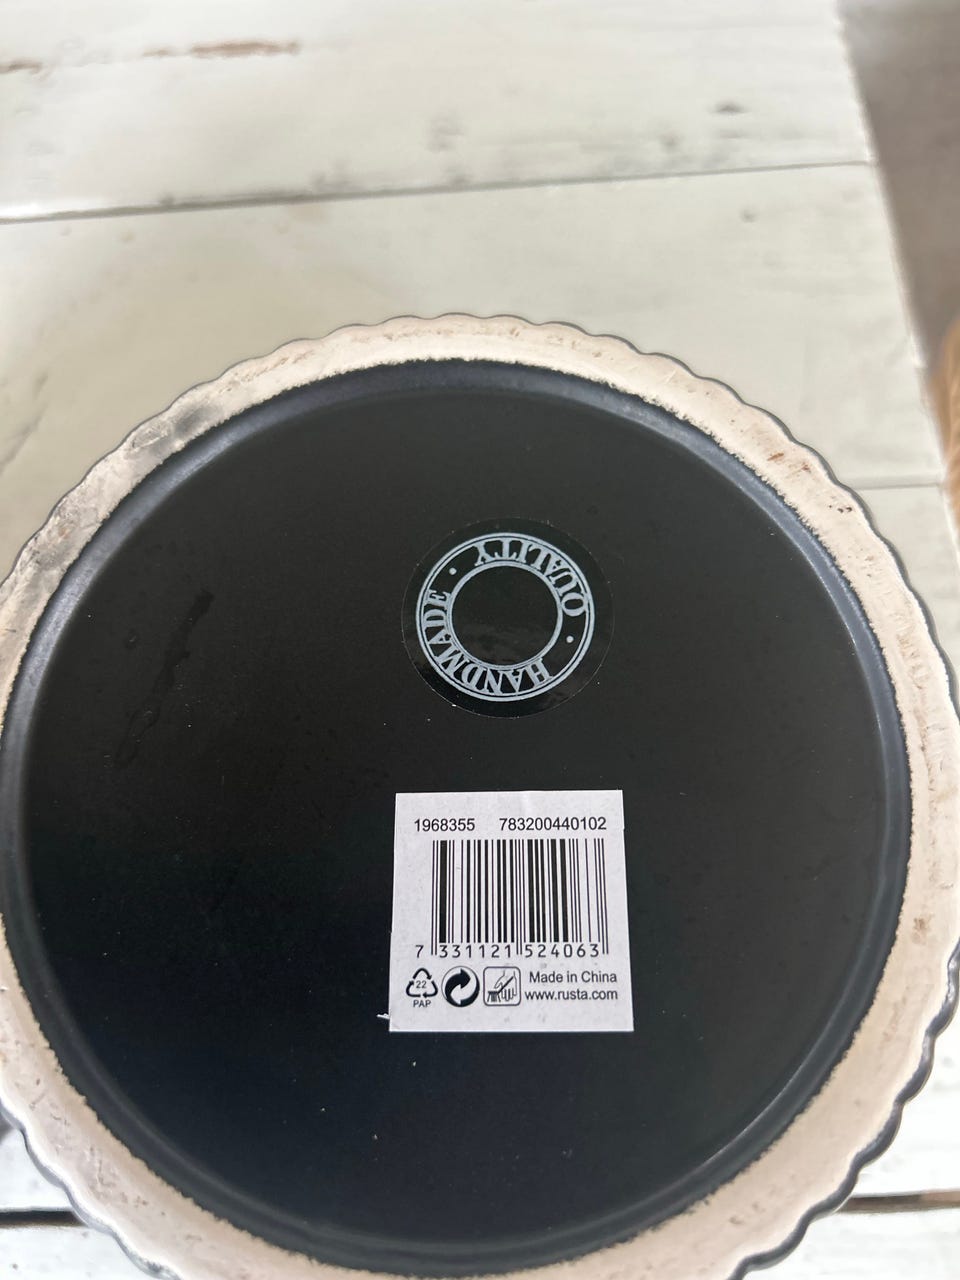 HANDMADE · QUALITY ·
1968355 783200440102
7 331121 524063
22
PAP
Made in China
www.rusta.com